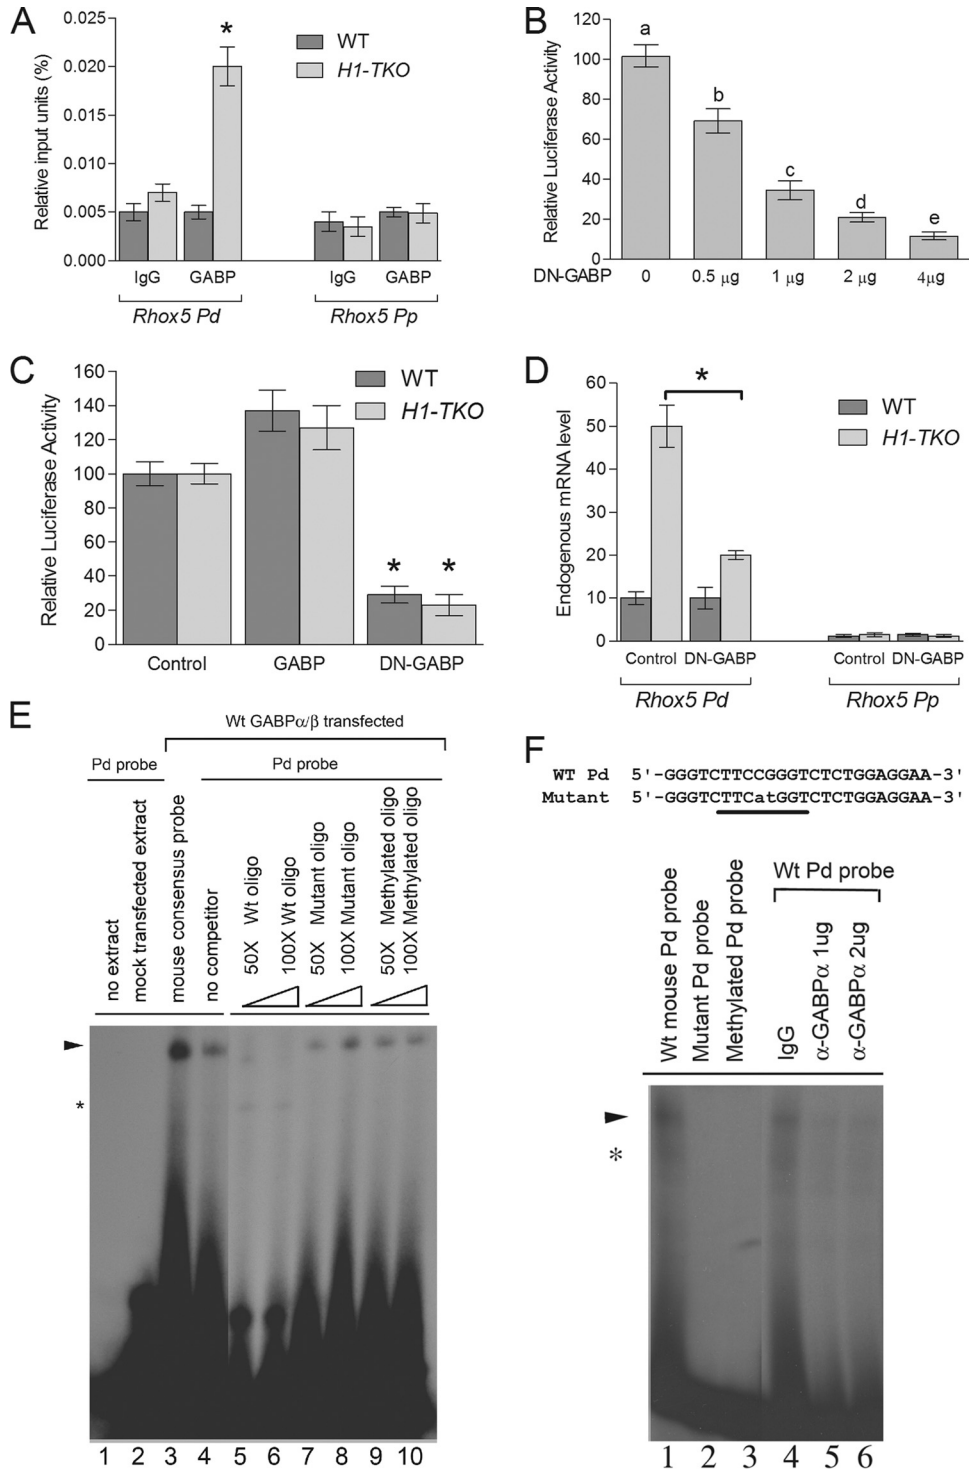 A
Relative input units (%)
0.025
0.020
0.015
0.010
0.005
0.000
*
WT
H1-TKO
IgG GABP IgG GABP
Rhox5 Pd Rhox5 Pp
B
Relative Luciferase Activity
120
100
80
60
40
20
0
a
b
c
d
e
DN-GABP 0 0.5 µg 1 µg 2 µg 4µg
C
Relative Luciferase Activity
160
140
120
100
80
60
40
20
0
WT
H1-TKO
* *
Control GABP DN-GABP
D
Endogenous mRNA level
60
50
40
30
20
10
0
*
WT
H1-TKO
Control DN-GABP Control DN-GABP
Rhox5 Pd Rhox5 Pp
E
Wt GABPα/β transfected
Pd probe Pd probe
no extract
mock transfected extract
mouse consensus probe
no competitor
50X Wt oligo
100X Wt oligo
50X Mutant oligo
100X Mutant oligo
50X Methylated oligo
100X Methylated oligo
*
1 2 3 4 5 6 7 8 9 10
F
WT Pd 5'-GGGTCTTCCGGGTCTCTGGAGGAA-3'
Mutant 5'-GGGTCTTCatGGTCTCTGGAGGAA-3'
Wt Pd probe
Wt mouse Pd probe
Mutant Pd probe
Methylated Pd probe
IgG
α-GABPα 1ug
α-GABPα 2ug
*
1 2 3 4 5 6